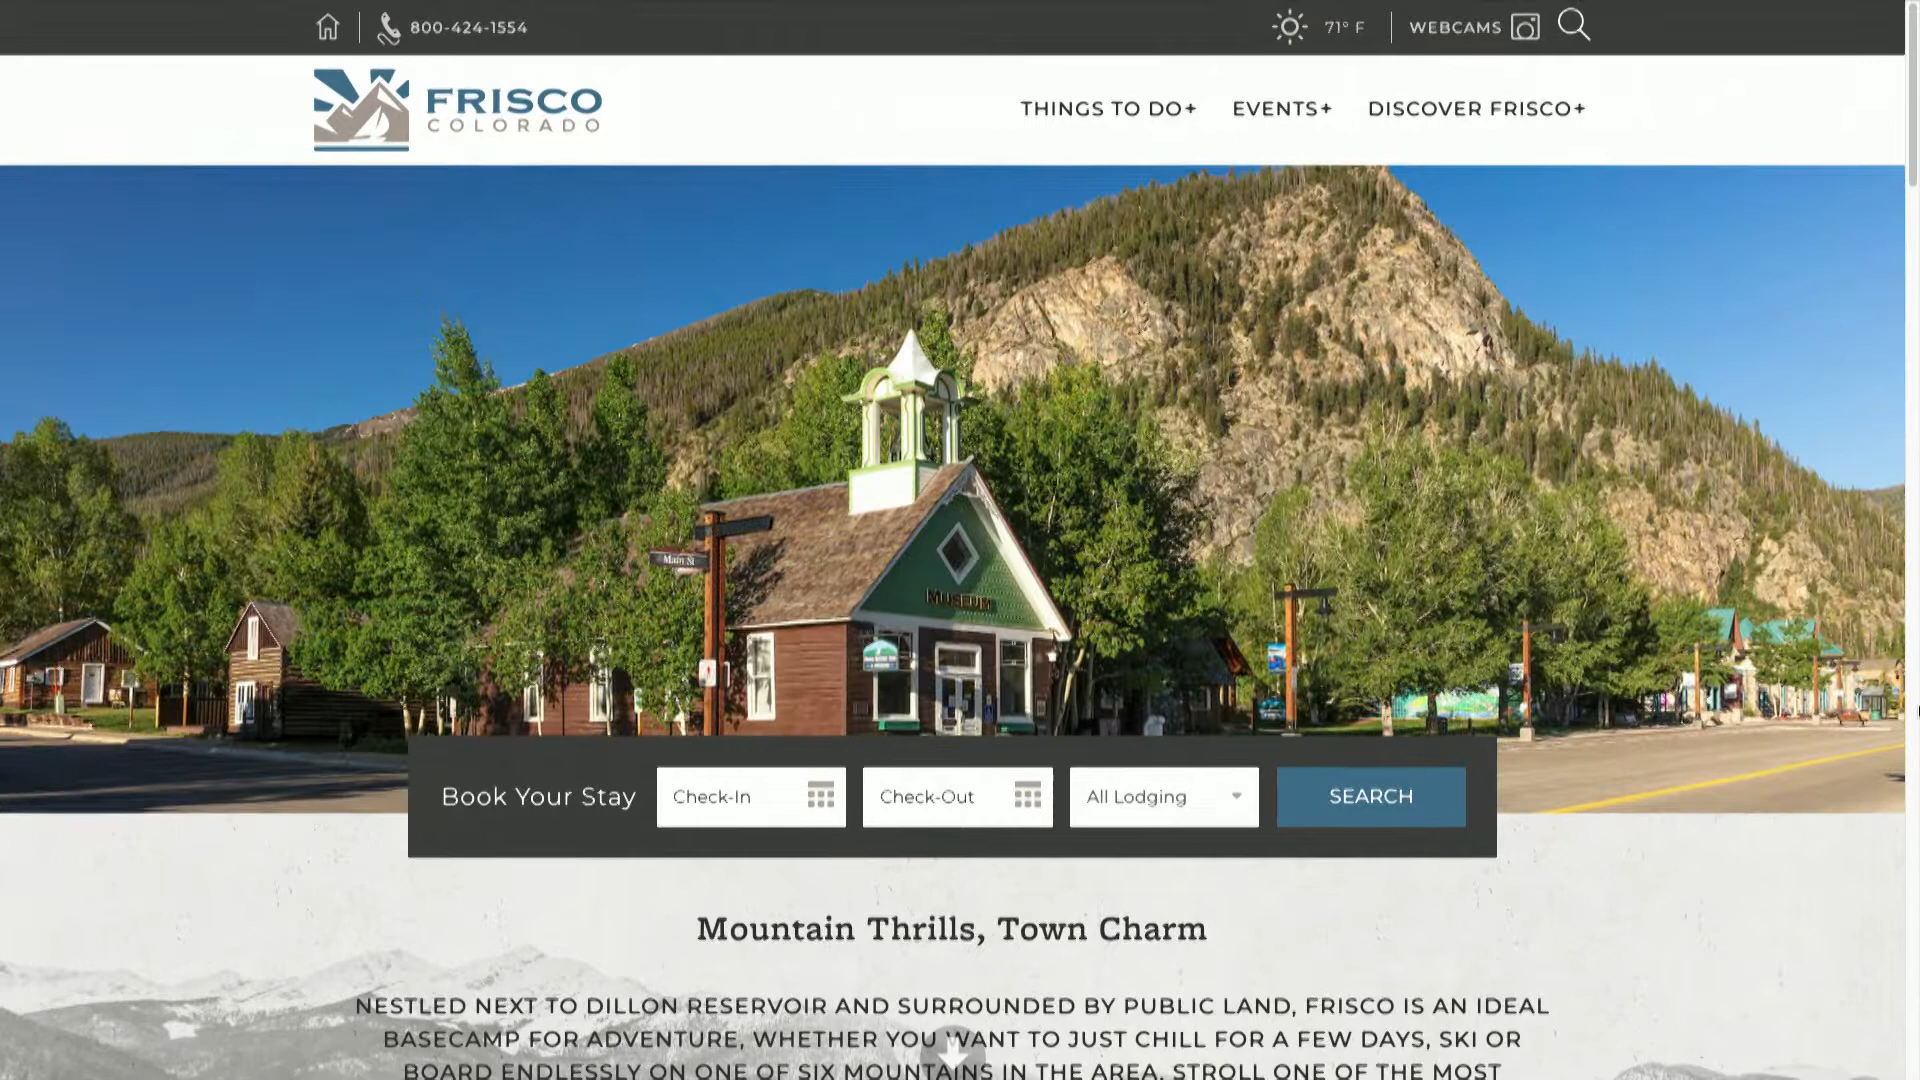 800-424-1554
71° F
WEBCAMS
FRISCO
COLORADO
THINGS TO DO+
EVENTS+
DISCOVER FRISCO+
Main St
MUSEUM
Book Your Stay
Check-In
Check-Out
All Lodging
SEARCH
Mountain Thrills, Town Charm
NESTLED NEXT TO DILLON RESERVOIR AND SURROUNDED BY PUBLIC LAND, FRISCO IS AN IDEAL
BASECAMP FOR ADVENTURE, WHETHER YOU WANT TO JUST CHILL FOR A FEW DAYS, SKI OR
BOARD ENDLESSLY ON ONE OF SIX MOUNTAINS IN THE AREA, STROLL ONE OF THE MOST